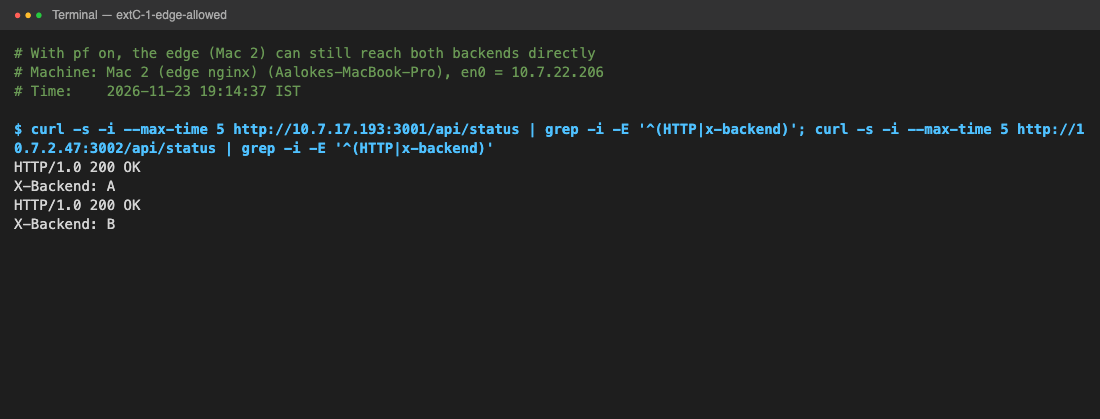 Terminal — extC-1-edge-allowed
# With pf on, the edge (Mac 2) can still reach both backends directly
# Machine: Mac 2 (edge nginx) (Aalokes-MacBook-Pro), en0 = 10.7.22.206
# Time:    2026-11-23 19:14:37 IST
$ curl -s -i --max-time 5 http://10.7.17.193:3001/api/status | grep -i -E '^(HTTP|x-backend)'; curl -s -i --max-time 5 http://1
0.7.2.47:3002/api/status | grep -i -E '^(HTTP|x-backend)'
HTTP/1.0 200 OK
X-Backend: A
HTTP/1.0 200 OK
X-Backend: B